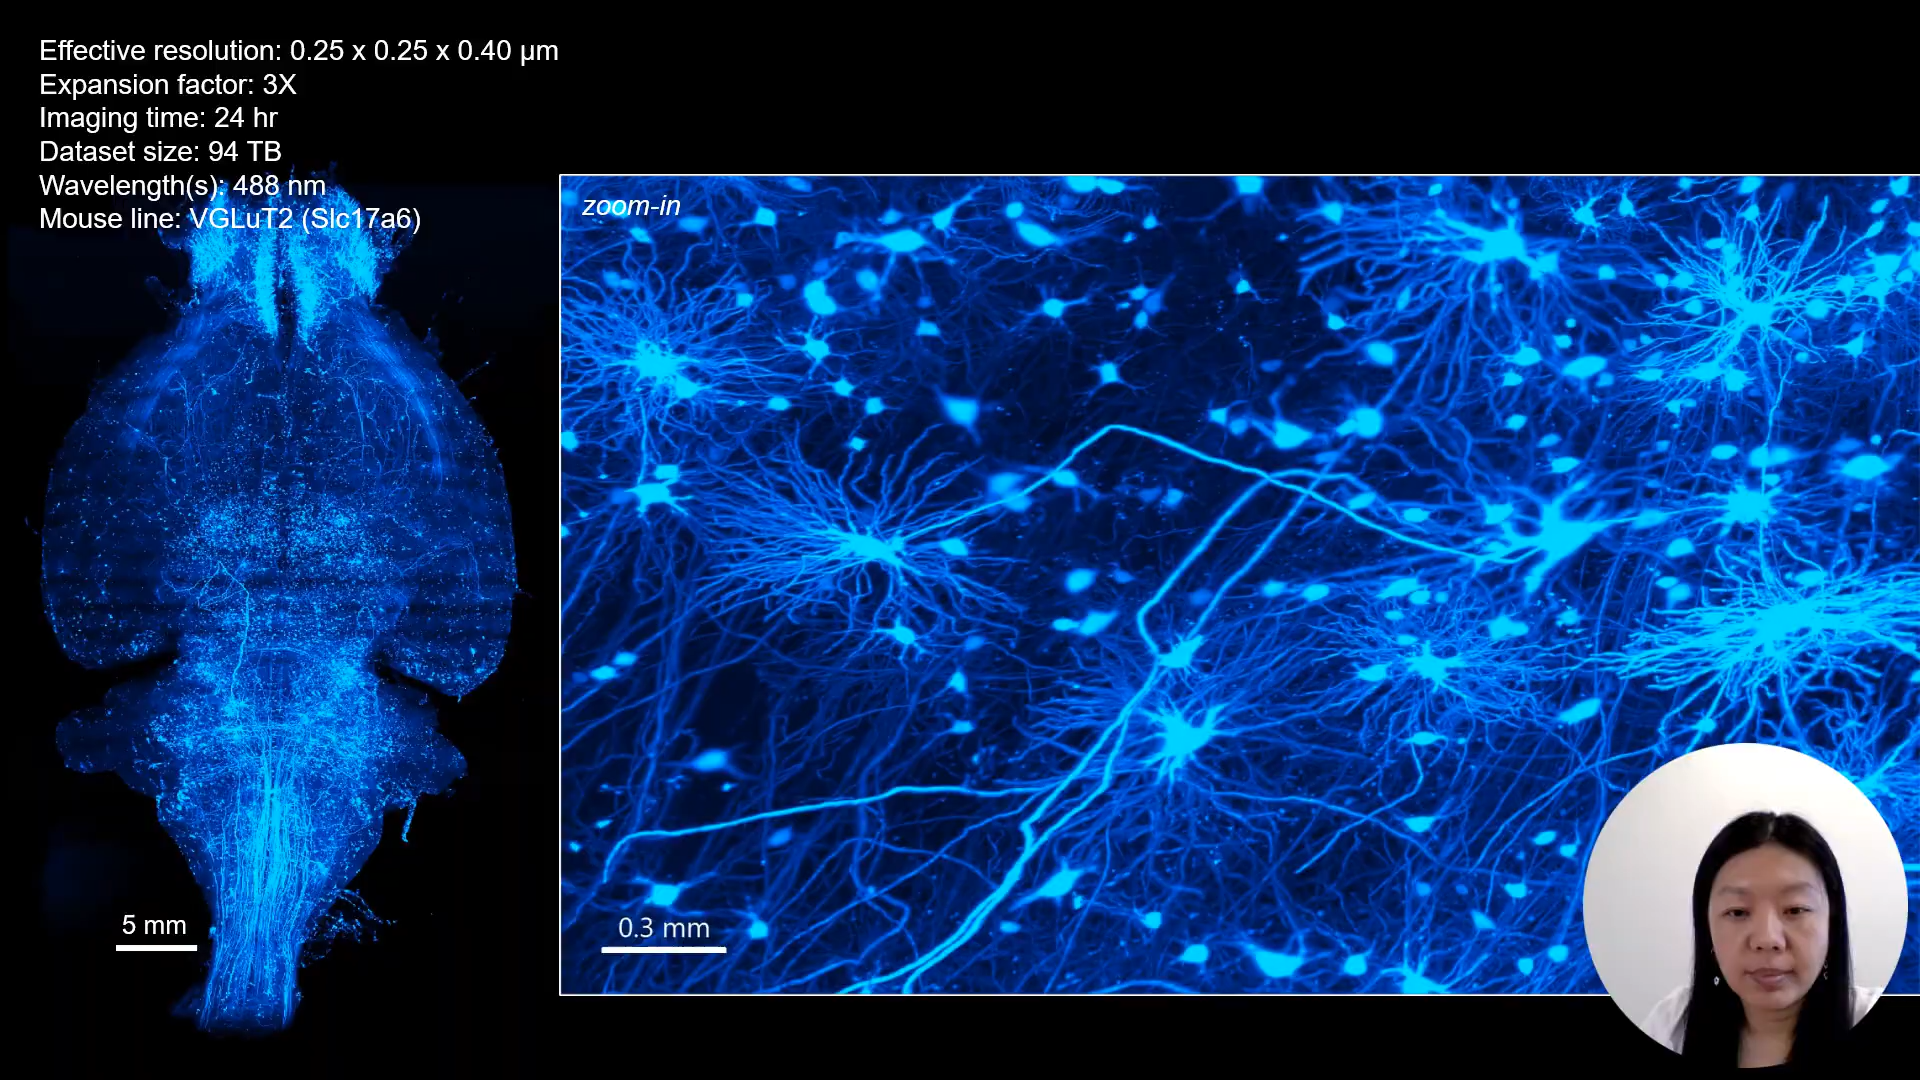 Effective resolution: 0.25 x 0.25 x 0.40 µm
Expansion factor: 3X
Imaging time: 24 hr
Dataset size: 94 TB
Wavelength(s): 488 nm
Mouse line: VGLuT2 (Slc17a6)
zoom-in
5 mm
0.3 mm